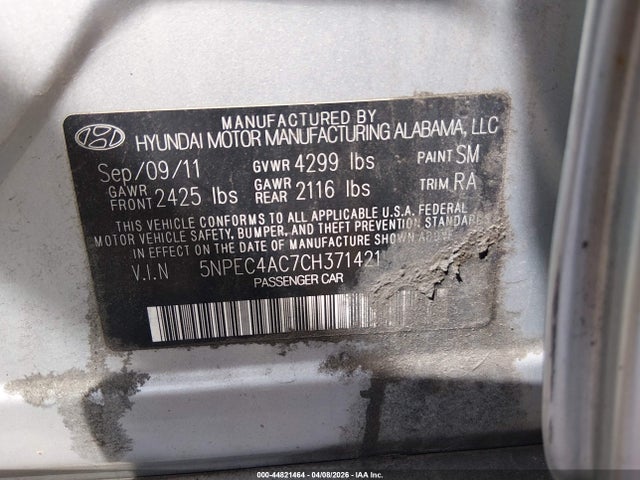 MANUFACTURED BY
HYUNDAI MOTOR MANUFACTURING ALABAMA, LLC
Sep/09/11 GVWR 4299 lbs PAINT SM
GAWR FRONT 2425 lbs GAWR REAR 2116 lbs TRIM RA
THIS VEHICLE CONFORMS TO ALL APPLICABLE U.S.A. FEDERAL
MOTOR VEHICLE SAFETY, BUMPER, AND THEFT PREVENTION STANDARDS
IN EFFECT ON THE DATE OF MANUFACTURE SHOWN ABOVE.
V.I.N 5NPEC4AC7CH371421
PASSENGER CAR
000-44821464 | 04/08/2026 - IAA Inc.